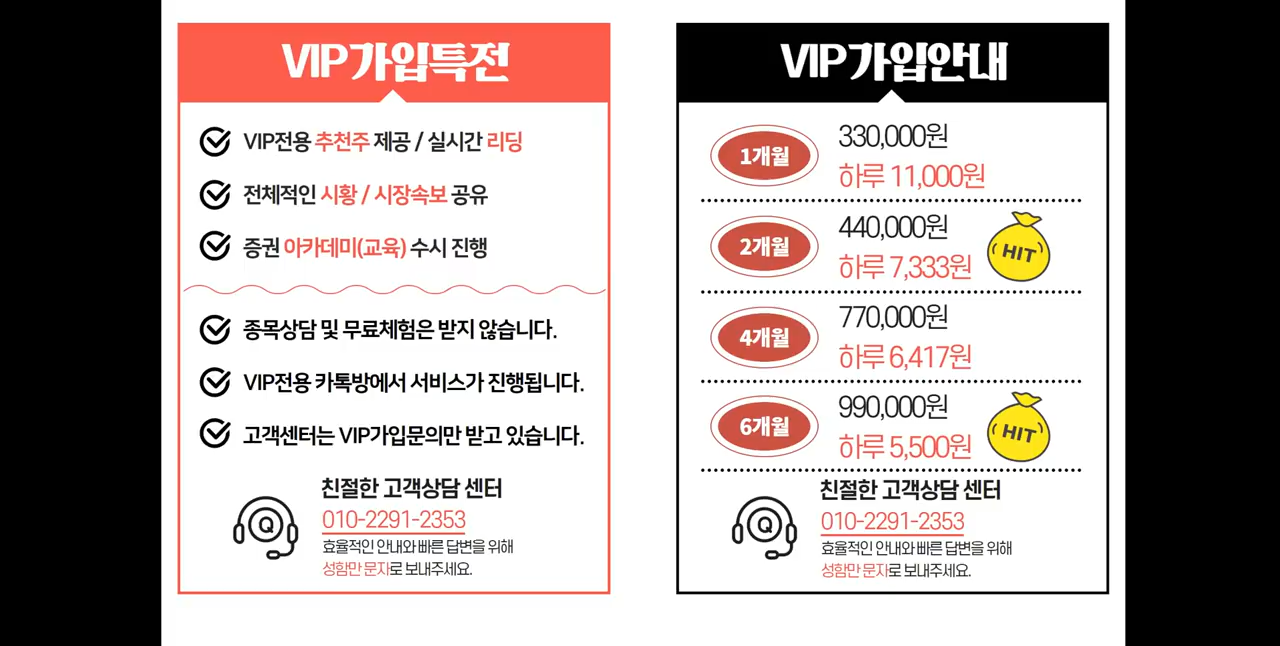 VIP가입특전
VIP전용 추천주 제공 / 실시간 리딩
전체적인 시황 / 시장속보 공유
증권 아카데미(교육) 수시 진행
종목상담 및 무료체험은 받지 않습니다.
VIP전용 카톡방에서 서비스가 진행됩니다.
고객센터는 VIP가입문의만 받고 있습니다.
Q
친절한 고객상담 센터
010-2291-2353
효율적인 안내와 빠른 답변을 위해
성함만 문자로 보내주세요.
VIP가입안내
1개월
330,000원
하루 11,000원
2개월
440,000원
하루 7,333원
HIT
4개월
770,000원
하루 6,417원
6개월
990,000원
하루 5,500원
HIT
Q
친절한 고객상담 센터
010-2291-2353
효율적인 안내와 빠른 답변을 위해
성함만 문자로 보내주세요.